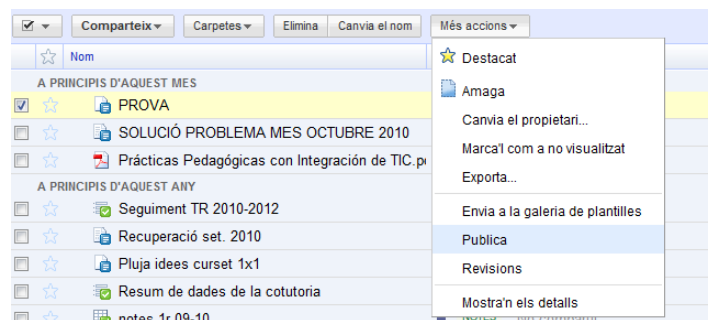 Comparteix Carpetes Elimina Canvia el nom Més accions
Nom
A PRINCIPIS D'AQUEST MES
PROVA
SOLUCIÓ PROBLEMA MES OCTUBRE 2010
Prácticas Pedagógicas con Integración de TIC.p
A PRINCIPIS D'AQUEST ANY
Seguiment TR 2010-2012
Recuperació set. 2010
Pluja idees curset 1x1
Resum de dades de la cotutoria
notes 1r 09-10
Destacat
Amaga
Canvia el propietari...
Marca'l com a no visualitzat
Exporta...
Envia a la galeria de plantilles
Publica
Revisions
Mostra'n els detalls